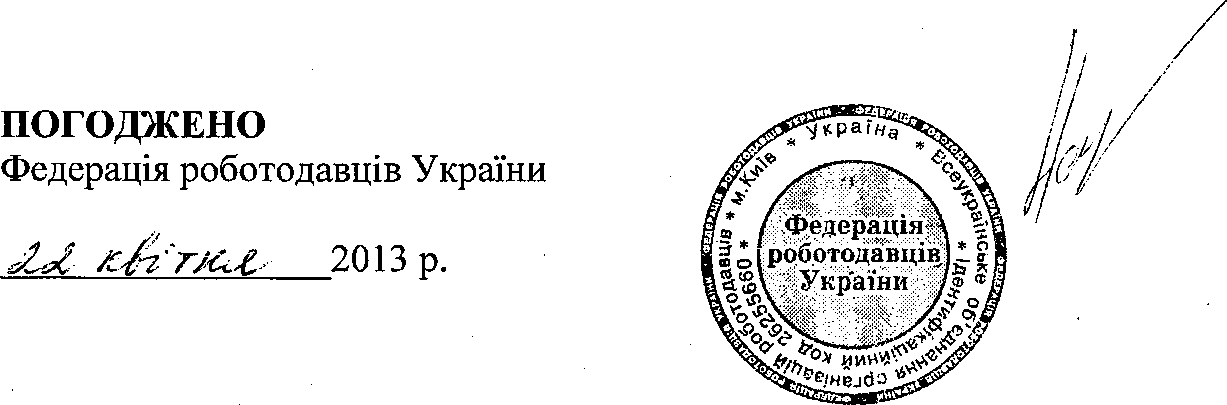 ПОГОДЖЕНО
Федерація роботодавців України
22 квітня 2013 р.
* Україна * Всеукраїнське об'єднання організацій роботодавців * м.Київ
* Ідентифікаційний код 26255660 *
Федерація
роботодавців
України